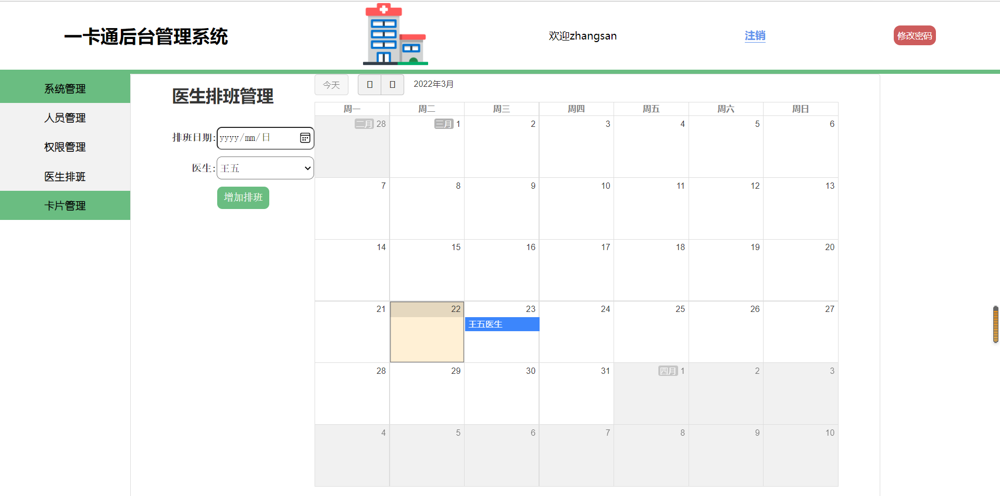 一卡通后台管理系统
欢迎zhangsan
注销
修改密码
系统管理
人员管理
权限管理
医生排班
卡片管理
医生排班管理
排班日期:
yyyy/mm/日
医生:
王五
增加排班
今天
2022年3月
周一 周二 周三 周四 周五 周六 周日
二月 28 三月 1 2 3 4 5 6
7 8 9 10 11 12 13
14 15 16 17 18 19 20
21 22 23 24 25 26 27
王五医生
28 29 30 31 四月 1 2 3
4 5 6 7 8 9 10